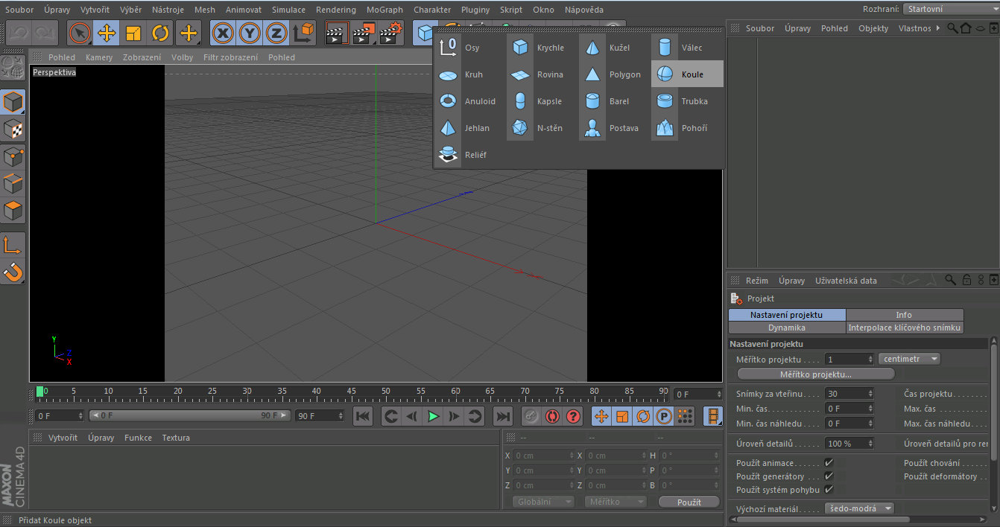 Soubor Úpravy Vytvořit Výběr Nástroje Mesh Animovat Simulace Rendering MoGraph Charakter Pluginy Skript Okno Nápověda
Rozhraní: Startovní
X Y Z
Soubor Úpravy Pohled Objekty Vlastnos
Pohled Kamery Zobrazení Volby Filtr zobrazení Pohled
Perspektiva
0 Osy Krychle Kužel Válec
Kruh Rovina Polygon Koule
Anuloid Kapsle Barel Trubka
Jehlan N-stěn Postava Pohoří
Reliéf
Y
Z
X
Režim Úpravy Uživatelská data
Projekt
Nastavení projektu Info
Dynamika Interpolace klíčového snímku
Nastavení projektu
Měřítko projektu . . . . 1 centimetr
Měřítko projektu...
Snímky za vteřinu. . . 30 Čas projektu. . . . . . .
Min. čas. . . . . . . . . . . . 0 F Max. čas . . . . . . . . . .
Min. čas náhledu . . . 0 F Max. čas náhledu. . . .
Úroveň detailů . . . . . . 100 % Úroveň detailů pro rer
Použít animace. . . . . . Použít chování . . . . .
Použít generátory . . . Použít deformátory . .
Použít systém pohybu
Výchozí materiál. . . . . šedo-modrá
0 5 10 15 20 25 30 35 40 45 50 55 60 65 70 75 80 85 90 0 F
0 F 0 F 90 F 90 F ? P
Vytvořit Úpravy Funkce Textura
-- -- --
X 0 cm X 0 cm H 0 °
Y 0 cm Y 0 cm P 0 °
Z 0 cm Z 0 cm B 0 °
Globální Měřítko Použít
MAXON
CINEMA 4D
Přidat Koule objekt